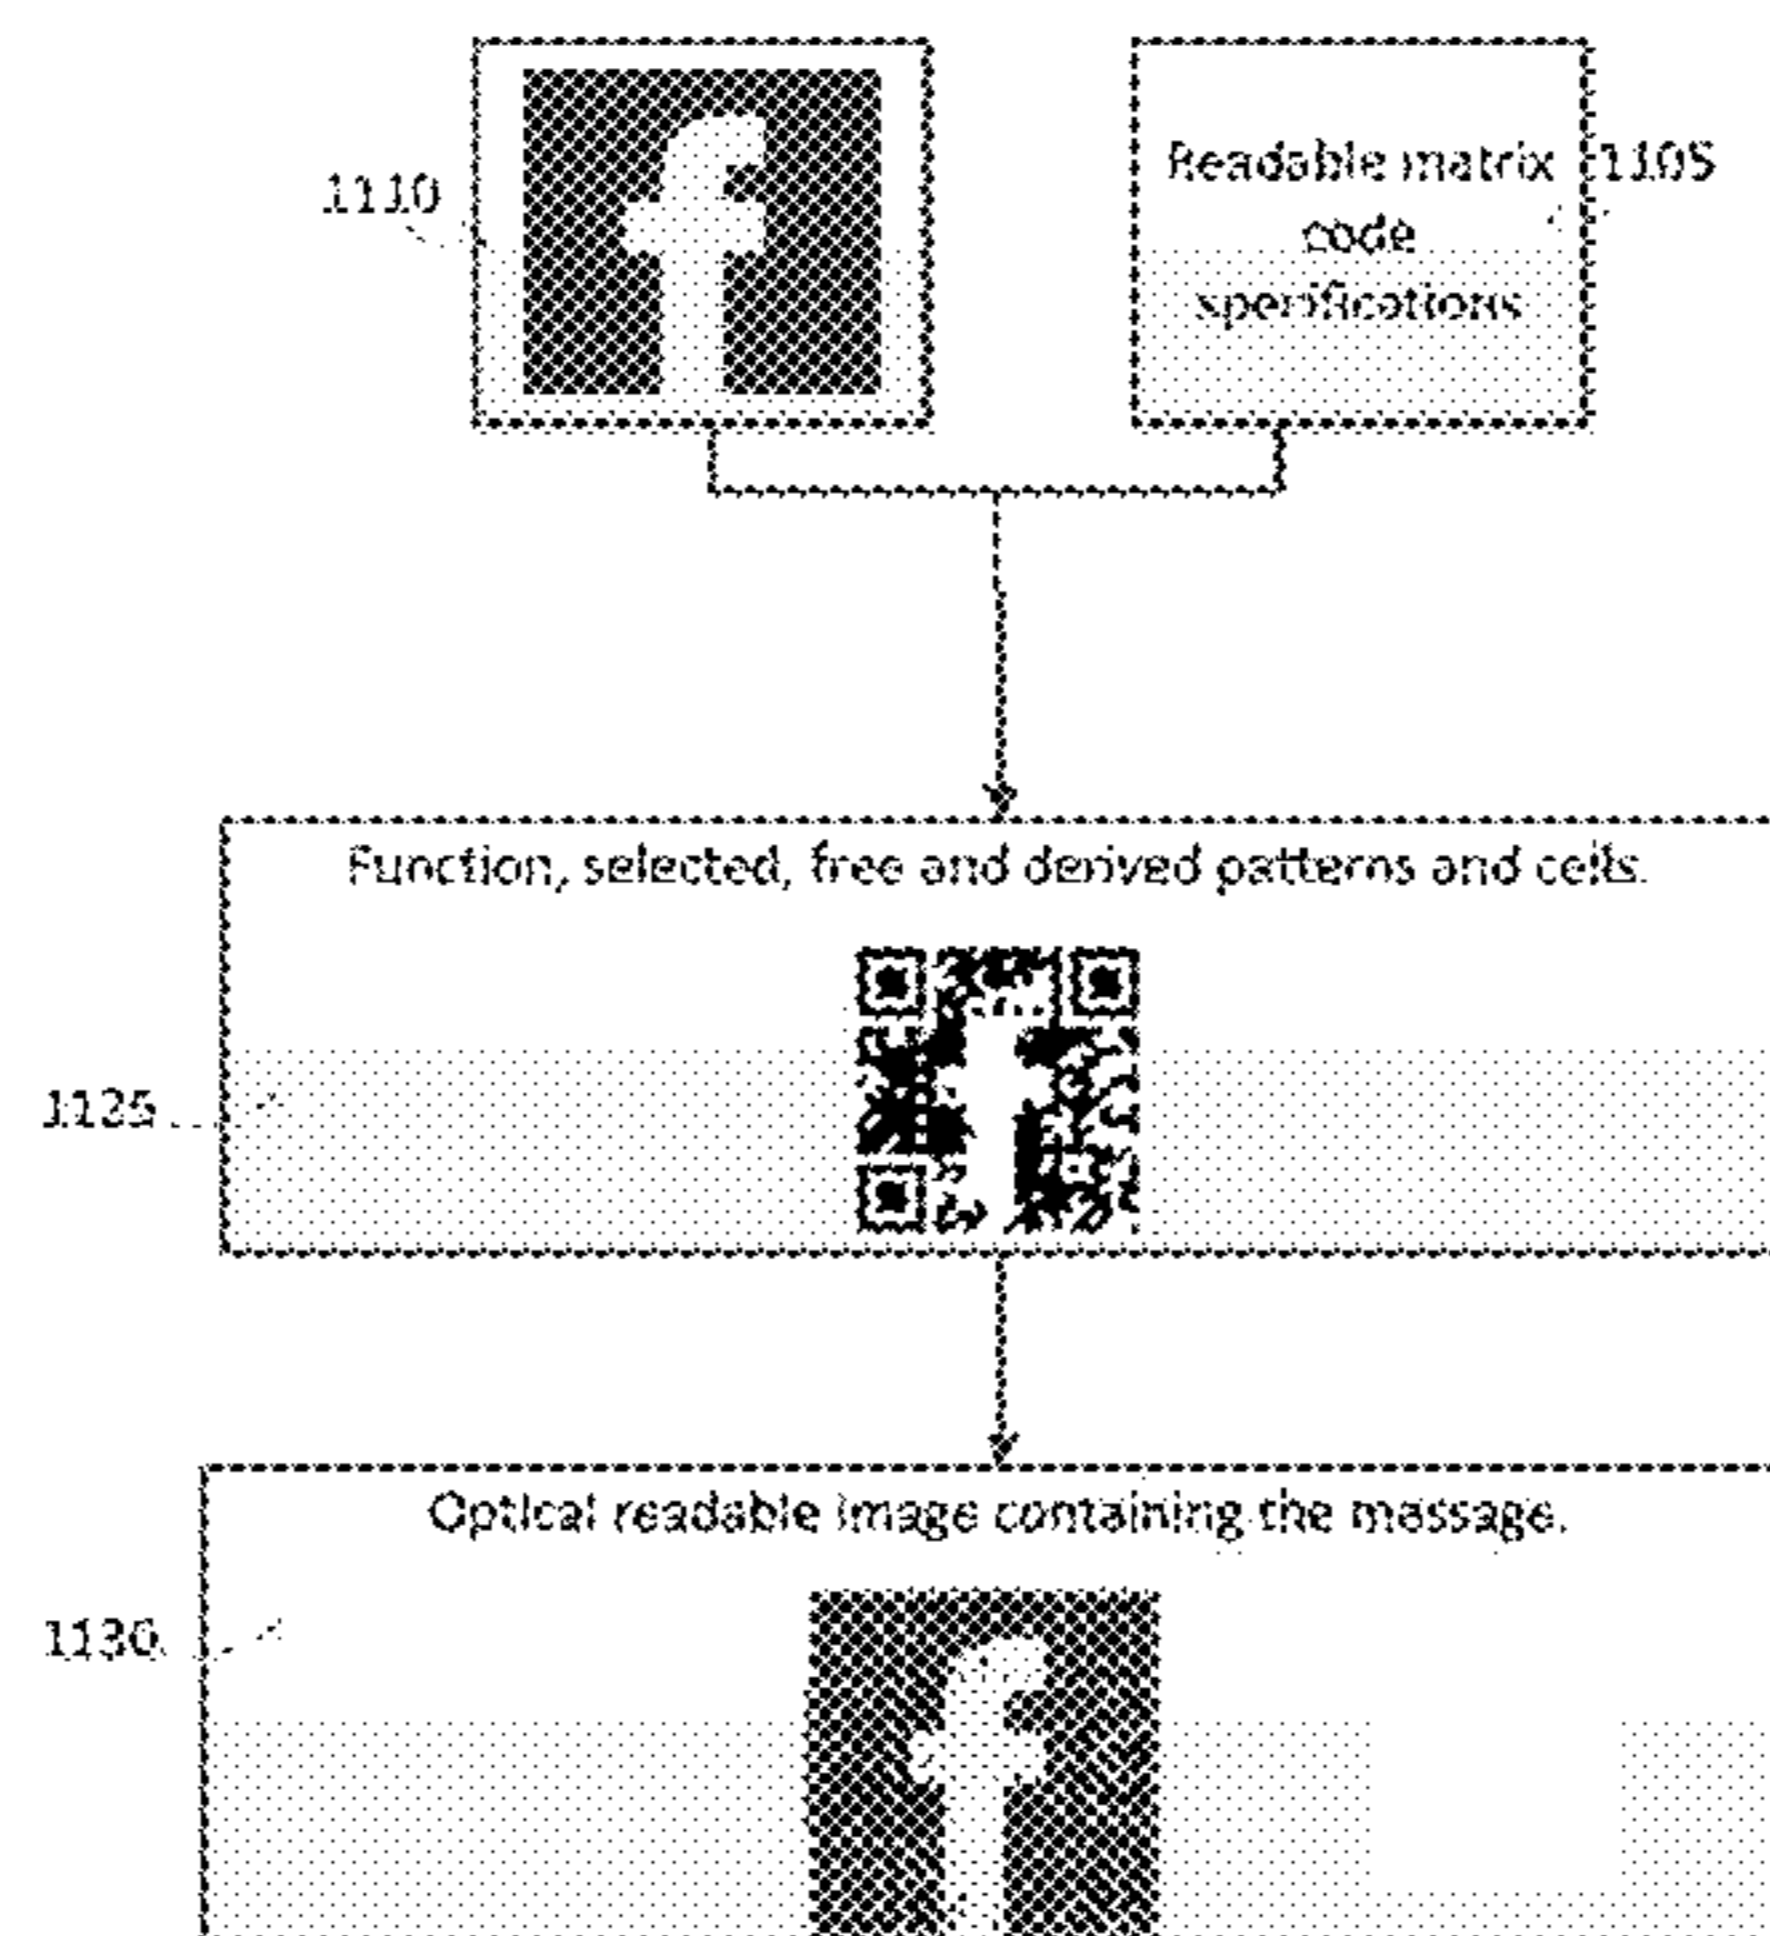 1110
Readable matrix
code
specifications
1105
Function, selected, free and derived patterns and cells.
1125
Optical readable image containing the massage.
1130